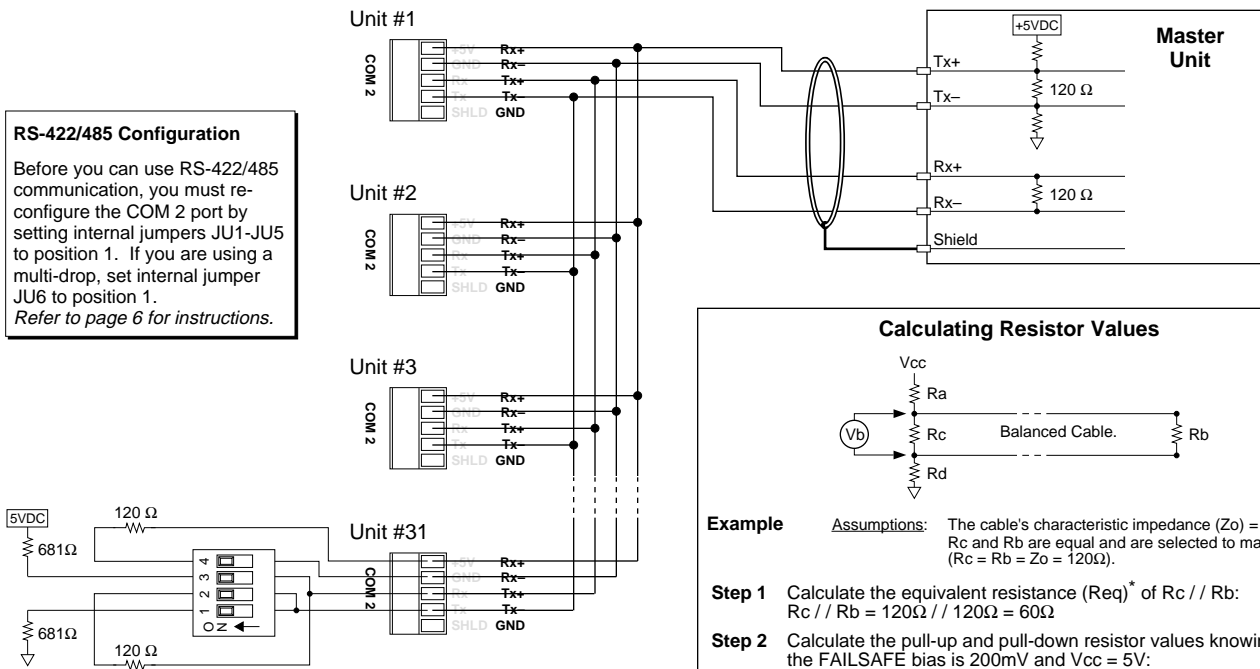 RS-422/485 Configuration
Before you can use RS-422/485
communication, you must re-
configure the COM 2 port by
setting internal jumpers JU1-JU5
to position 1. If you are using a
multi-drop, set internal jumper
JU6 to position 1.
Refer to page 6 for instructions.
Unit #1
COM 2
+5V Rx+
GND Rx–
Rx Tx+
Tx Tx–
SHLD GND
Unit #2
COM 2
+5V Rx+
GND Rx–
Rx Tx+
Tx Tx–
SHLD GND
Unit #3
COM 2
+5V Rx+
GND Rx–
Rx Tx+
Tx Tx–
SHLD GND
Unit #31
COM 2
+5V Rx+
GND Rx–
Rx Tx+
Tx Tx–
SHLD GND
5VDC
681Ω
120 Ω
4
3
2
1
ON
681Ω
120 Ω
Master
Unit
+5VDC
Tx+
120 Ω
Tx–
Rx+
120 Ω
Rx–
Shield
Calculating Resistor Values
Vcc
Ra
Vb
Rc
Balanced Cable.
Rb
Rd
Example Assumptions: The cable's characteristic impedance (Zo) =
Rc and Rb are equal and are selected to
(Rc = Rb = Zo = 120Ω).
Step 1 Calculate the equivalent resistance (Req)* of Rc // Rb:
Rc // Rb = 120Ω // 120Ω = 60Ω
Step 2 Calculate the pull-up and pull-down resistor values
the FAILSAFE bias is 200mV and Vcc = 5V: